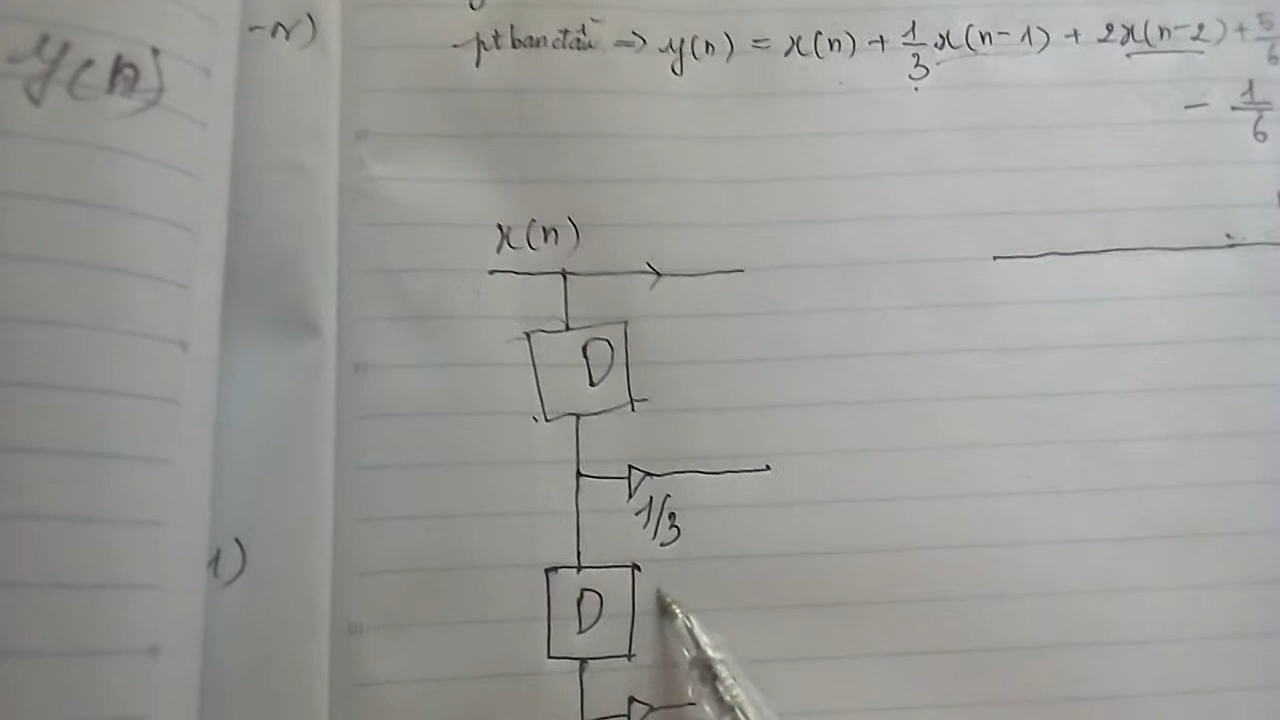 -n)
y(n)
pt ban đầu => y(n) = x(n) + 1/3 x(n-1) + 2x(n-2) + 5/6
- 1/6
x(n)
D
1/3
1)
D